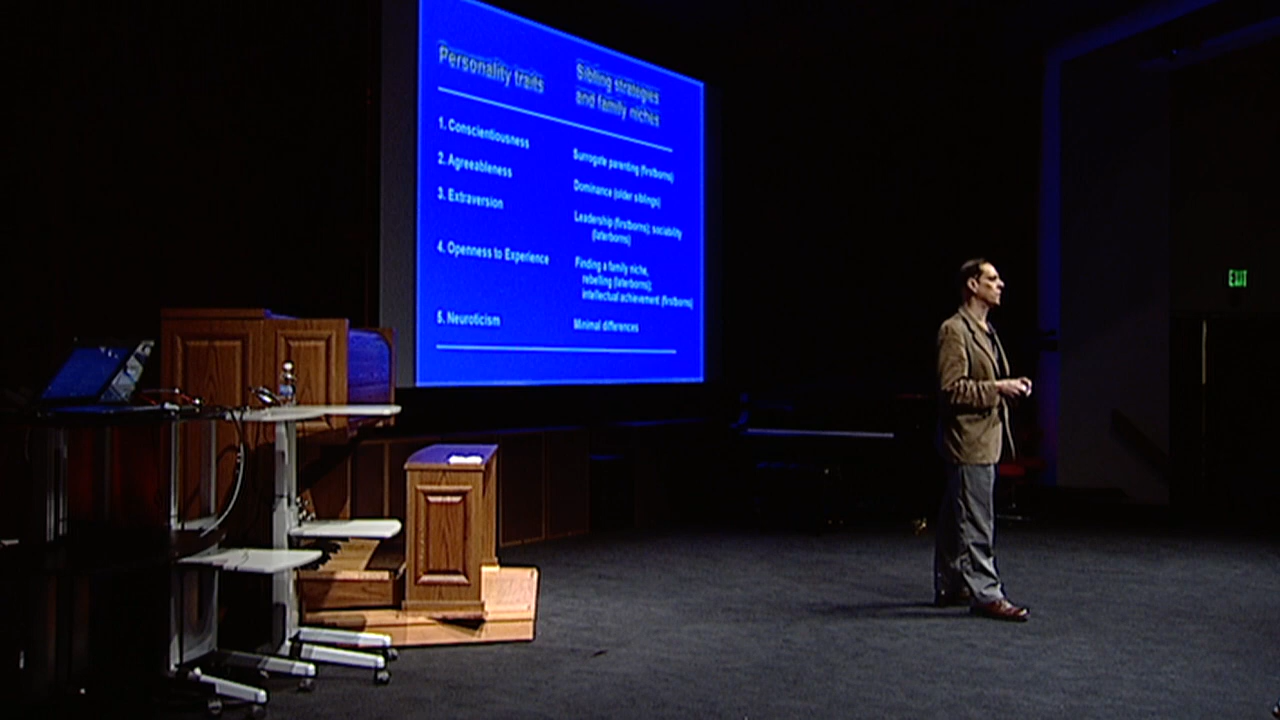 Personality traits
Sibling strategies
and family niches
1. Conscientiousness
Surrogate parenting (firstborns)
2. Agreeableness
Dominance (older siblings)
3. Extraversion
Leadership (firstborns); sociability
(laterborns)
4. Openness to Experience
Finding a family niche,
rebelling (laterborns);
intellectual achievement (firstborns)
5. Neuroticism
Minimal differences
EXIT